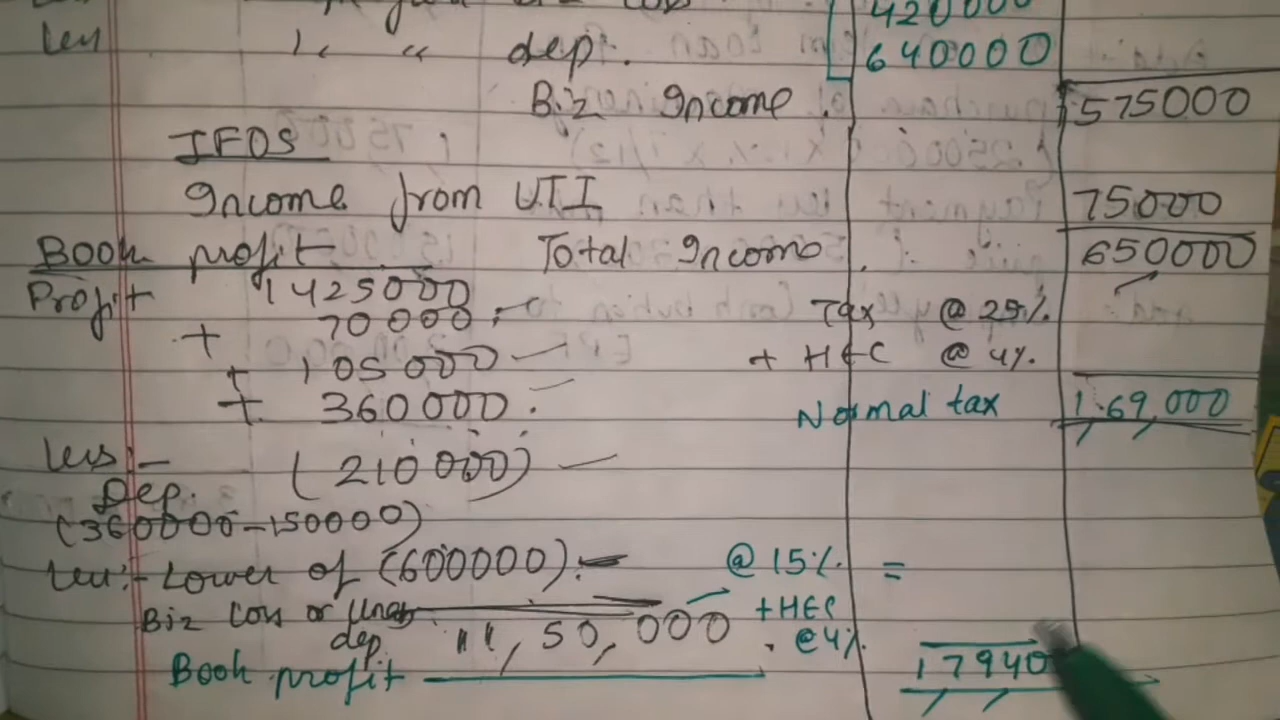 420000
Less " " dep. 640000
Biz Income. 575000
IFOS
Income from UTI 75000
Book profit Total Income. 650000
Profit 1425000
+ 70000 Tax @ 25%
+ 105000 + HEC @ 4%.
+ 360000. Normal tax 1,69,000
Less:- (210000)
Dep.
(360000-150000)
Less:- Lower of (600000). @ 15%. =
Biz Loss or Unab + HEC
dep 11,50,000 . @4%
Book profit 17940